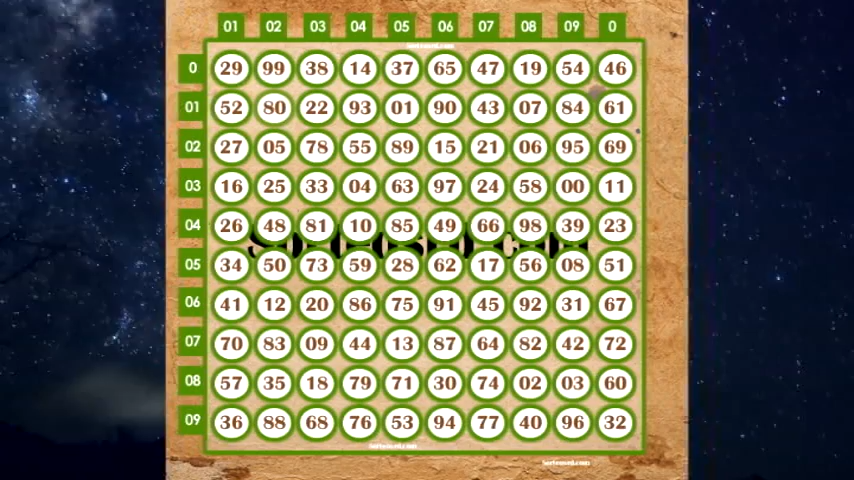 01 02 03 04 05 06 07 08 09 0
0 29 99 38 14 37 65 47 19 54 46
01 52 80 22 93 01 90 43 07 84 61
02 27 05 78 55 89 15 21 06 95 69
03 16 25 33 04 63 97 24 58 00 11
04 26 48 81 10 85 49 66 98 39 23
05 34 50 73 59 28 62 17 56 08 51
06 41 12 20 86 75 91 45 92 31 67
07 70 83 09 44 13 87 64 82 42 72
08 57 35 18 79 71 30 74 02 03 60
09 36 88 68 76 53 94 77 40 96 32